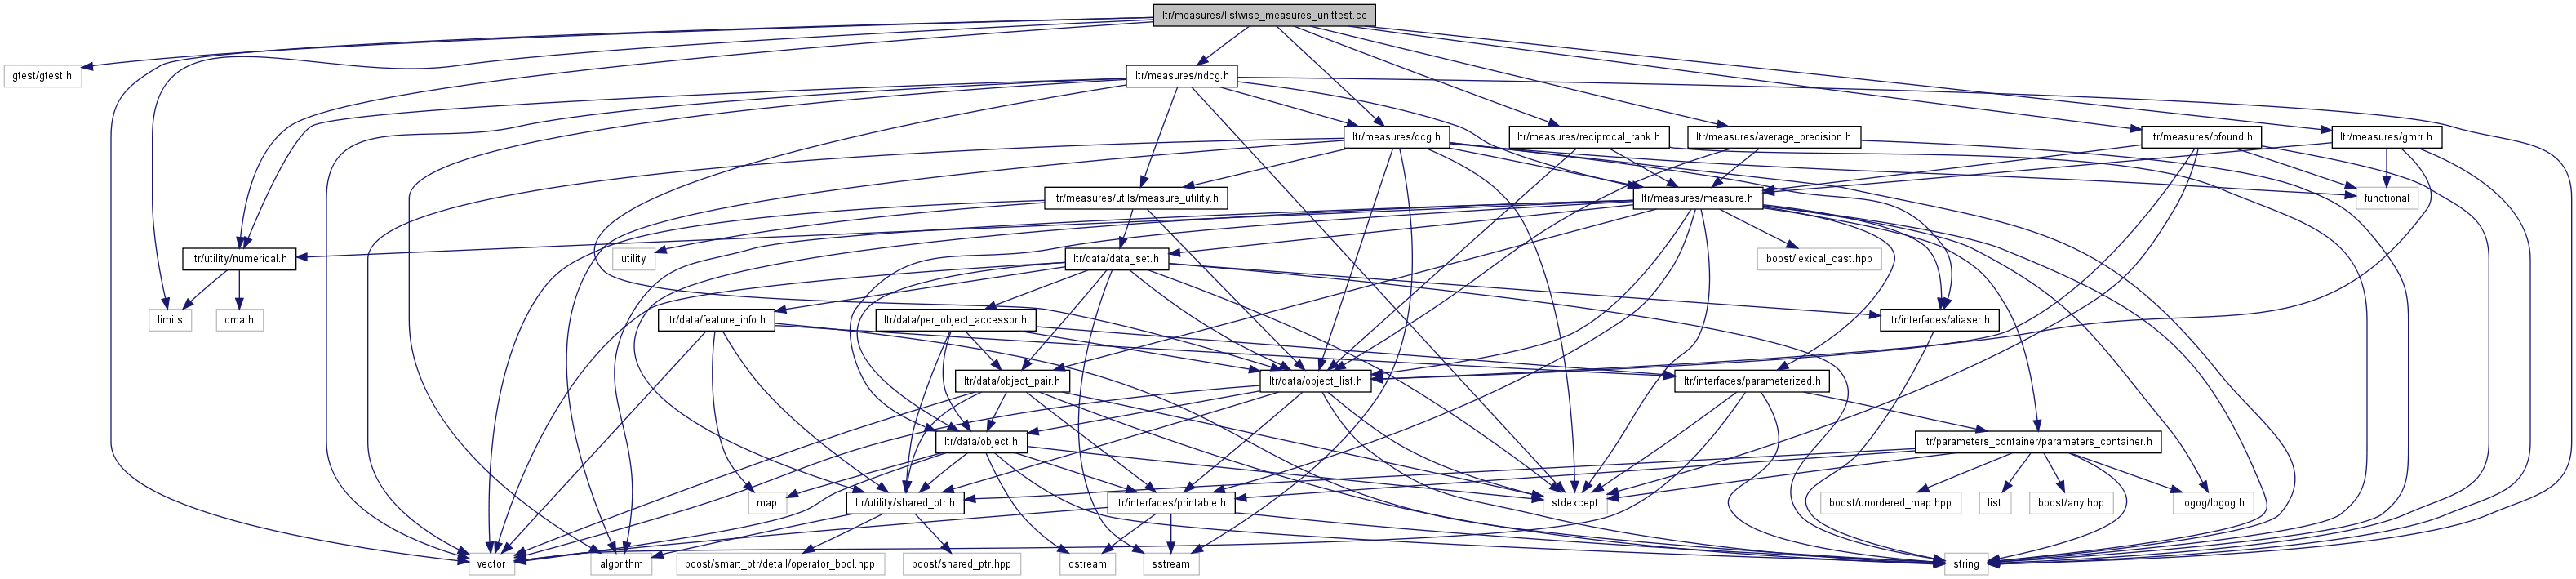 ltr/measures/listwise_measures_unittest.cc
gtest/gtest.h
ltr/measures/ndcg.h
ltr/measures/dcg.h
ltr/measures/reciprocal_rank.h
ltr/measures/average_precision.h
ltr/measures/pfound.h
ltr/measures/gmrr.h
ltr/measures/utils/measure_utility.h
ltr/measures/measure.h
functional
ltr/utility/numerical.h
utility
ltr/data/data_set.h
boost/lexical_cast.hpp
limits
cmath
ltr/data/feature_info.h
ltr/data/per_object_accessor.h
ltr/interfaces/aliaser.h
ltr/data/object_pair.h
ltr/data/object_list.h
ltr/interfaces/parameterized.h
ltr/data/object.h
ltr/parameters_container/parameters_container.h
map
ltr/utility/shared_ptr.h
ltr/interfaces/printable.h
stdexcept
boost/unordered_map.hpp
list
boost/any.hpp
logog/logog.h
vector
algorithm
boost/smart_ptr/detail/operator_bool.hpp
boost/shared_ptr.hpp
ostream
sstream
string